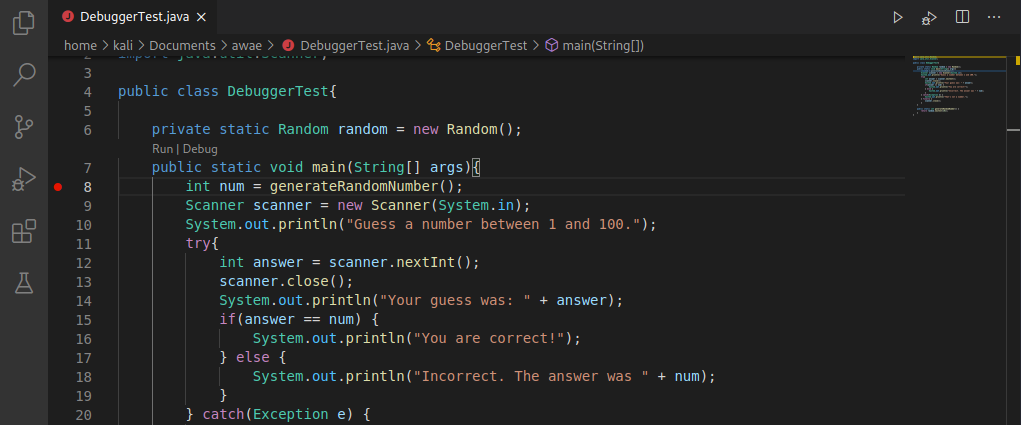 DebuggerTest.java
home > kali > Documents > awae > DebuggerTest.java > DebuggerTest > main(String[])
2 import java.util.Scanner;
3
4 public class DebuggerTest{
5
6 private static Random random = new Random();
Run | Debug
7 public static void main(String[] args){
8 int num = generateRandomNumber();
9 Scanner scanner = new Scanner(System.in);
10 System.out.println("Guess a number between 1 and 100.");
11 try{
12 int answer = scanner.nextInt();
13 scanner.close();
14 System.out.println("Your guess was: " + answer);
15 if(answer == num) {
16 System.out.println("You are correct!");
17 } else {
18 System.out.println("Incorrect. The answer was " + num);
19 }
20 } catch(Exception e) {